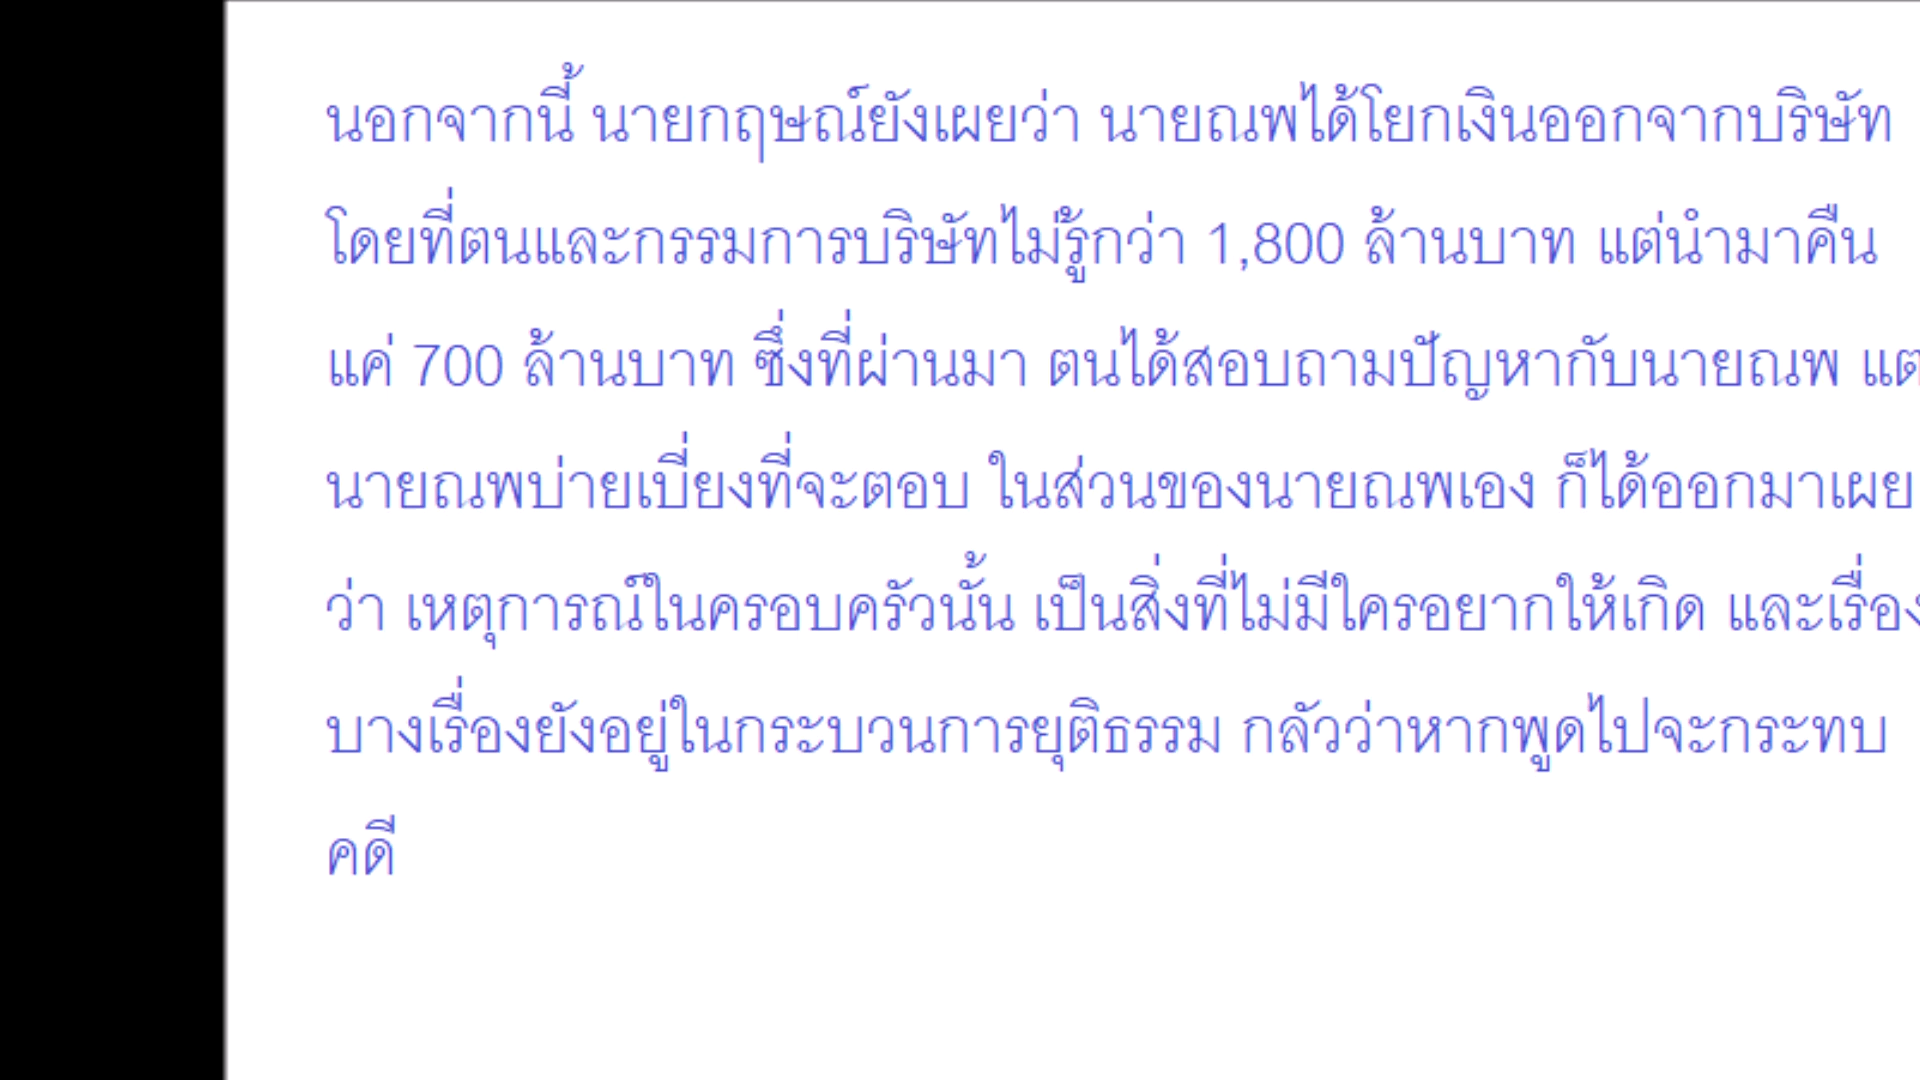 นอกจากนี้ นายกฤษณ์ยังเผยว่า นายณพได้โยกเงินออกจากบริษัท
โดยที่ตนและกรรมการบริษัทไม่รู้กว่า 1,800 ล้านบาท แต่นำมาคืน
แค่ 700 ล้านบาท ซึ่งที่ผ่านมา ตนได้สอบถามปัญหากับนายณพ แต
นายณพบ่ายเบี่ยงที่จะตอบ ในส่วนของนายณพเอง ก็ได้ออกมาเผย
ว่า เหตุการณ์ในครอบครัวนั้น เป็นสิ่งที่ไม่มีใครอยากให้เกิด และเรื่อง
บางเรื่องยังอยู่ในกระบวนการยุติธรรม กลัวว่าหากพูดไปจะกระทบ
คดี